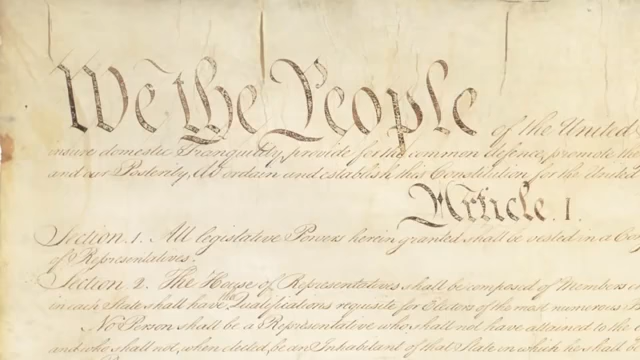 We the People of the United
insure domestic Tranquility, provide for the common defence, promote the
and our Posterity, do ordain and establish this Constitution for the United
Article. I.
Section. 1. All legislative Powers herein granted shall be vested in a Con
of Representatives.
Section. 2. The House of Representatives shall be composed of Members
in each State shall have the Qualifications requisite for Electors of the most numerous
No Person shall be a Representative who shall not have attained to the
and who shall not, when elected, be an Inhabitant of that State in which he shall